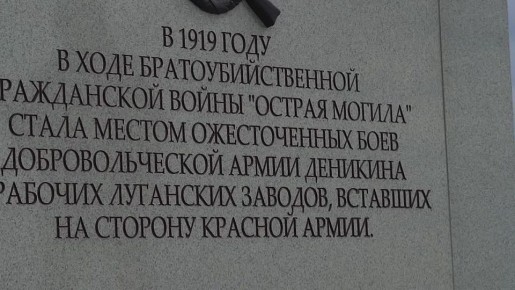 В 1919 ГОДУ
В ХОДЕ БРАТОУБИЙСТВЕННОЙ
РАЖДАНСКОЙ ВОЙНЫ "ОСТРАЯ МОГИЛА"
СТАЛА МЕСТОМ ОЖЕСТОЧЕННЫХ БОЕВ
ДОБРОВОЛЬЧЕСКОЙ АРМИИ ДЕНИКИНА
РАБОЧИХ ЛУГАНСКИХ ЗАВОДОВ, ВСТАВШИХ
НА СТОРОНУ КРАСНОЙ АРМИИ.